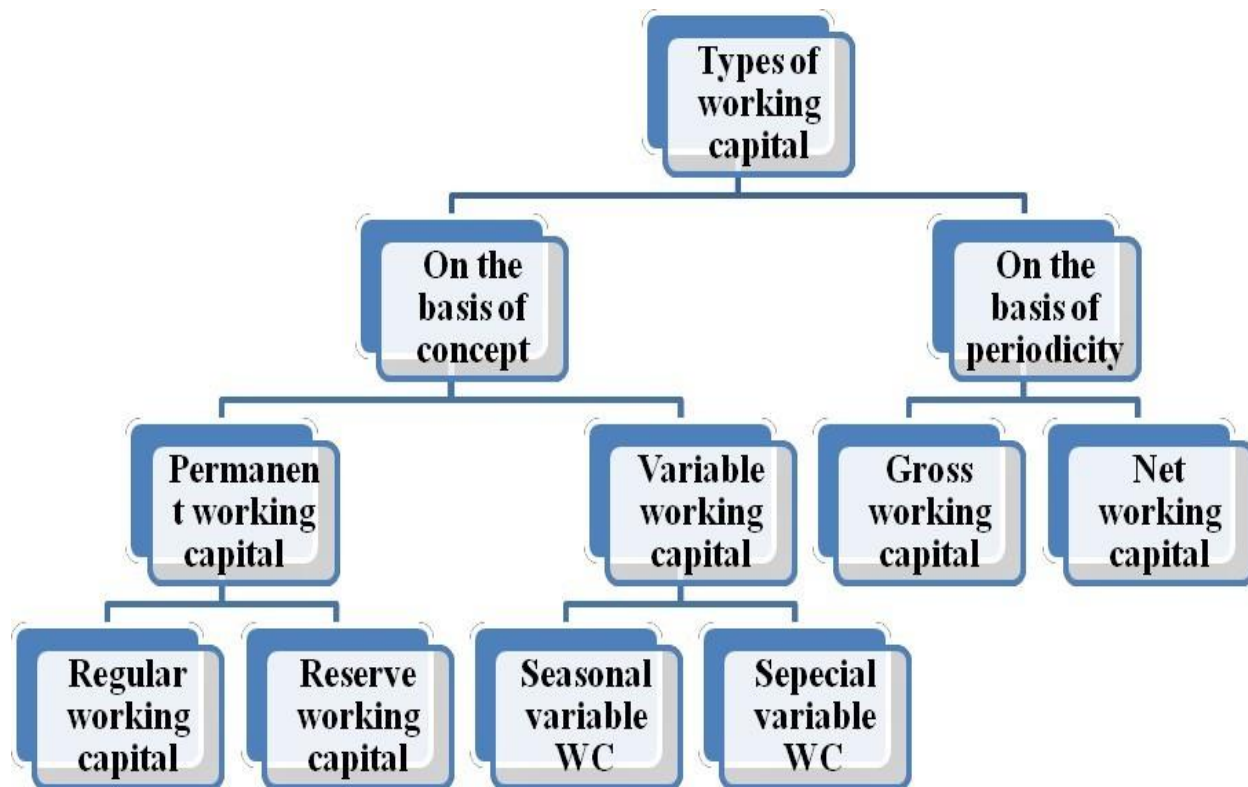 Types of
working
capital
On the
basis of
concept
On the
basis of
periodicity
Permanen
t working
capital
Variable
working
capital
Gross
working
capital
Net
working
capital
Regular
working
capital
Reserve
working
capital
Seasonal
variable
WC
Sepecial
variable
WC